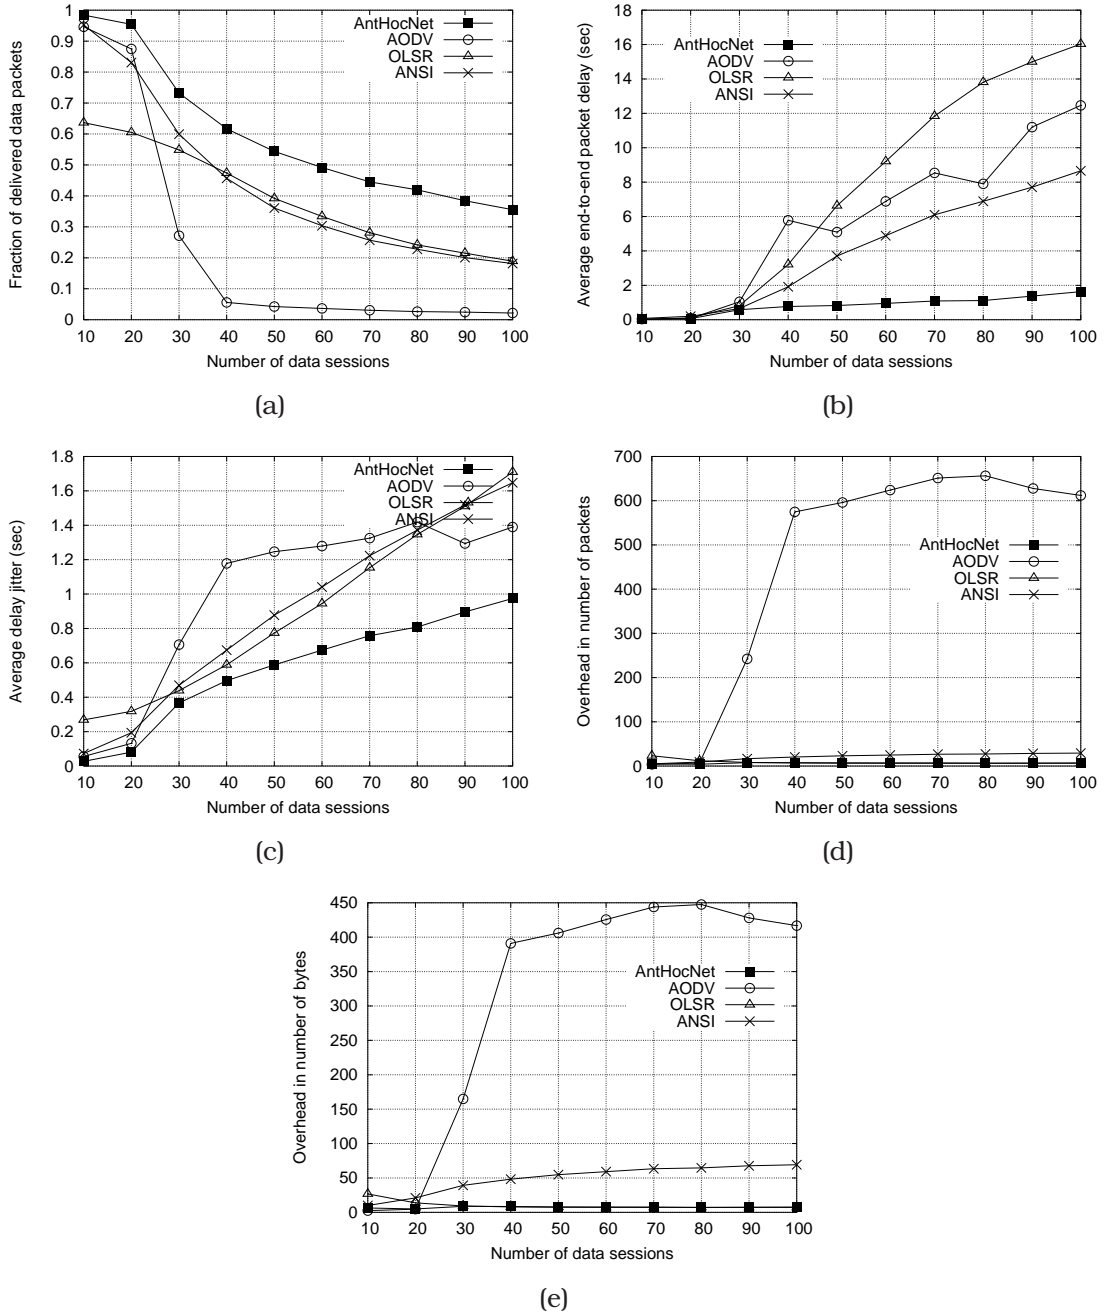 1
0.9
0.8
0.7
0.6
0.5
0.4
0.3
0.2
0.1
0
10 20 30 40 50 60 70 80 90 100
Fraction of delivered data packets
Number of data sessions
AntHocNet
AODV
OLSR
ANSI
(a)
18
16
14
12
10
8
6
4
2
0
10 20 30 40 50 60 70 80 90 100
Average end-to-end packet delay (sec)
Number of data sessions
AntHocNet
AODV
OLSR
ANSI
(b)
1.8
1.6
1.4
1.2
1
0.8
0.6
0.4
0.2
0
10 20 30 40 50 60 70 80 90 100
Average delay jitter (sec)
Number of data sessions
AntHocNet
AODV
OLSR
ANSI
(c)
700
600
500
400
300
200
100
0
10 20 30 40 50 60 70 80 90 100
Overhead in number of packets
Number of data sessions
AntHocNet
AODV
OLSR
ANSI
(d)
450
400
350
300
250
200
150
100
50
0
10 20 30 40 50 60 70 80 90 100
Overhead in number of bytes
Number of data sessions
AntHocNet
AODV
OLSR
ANSI
(e)